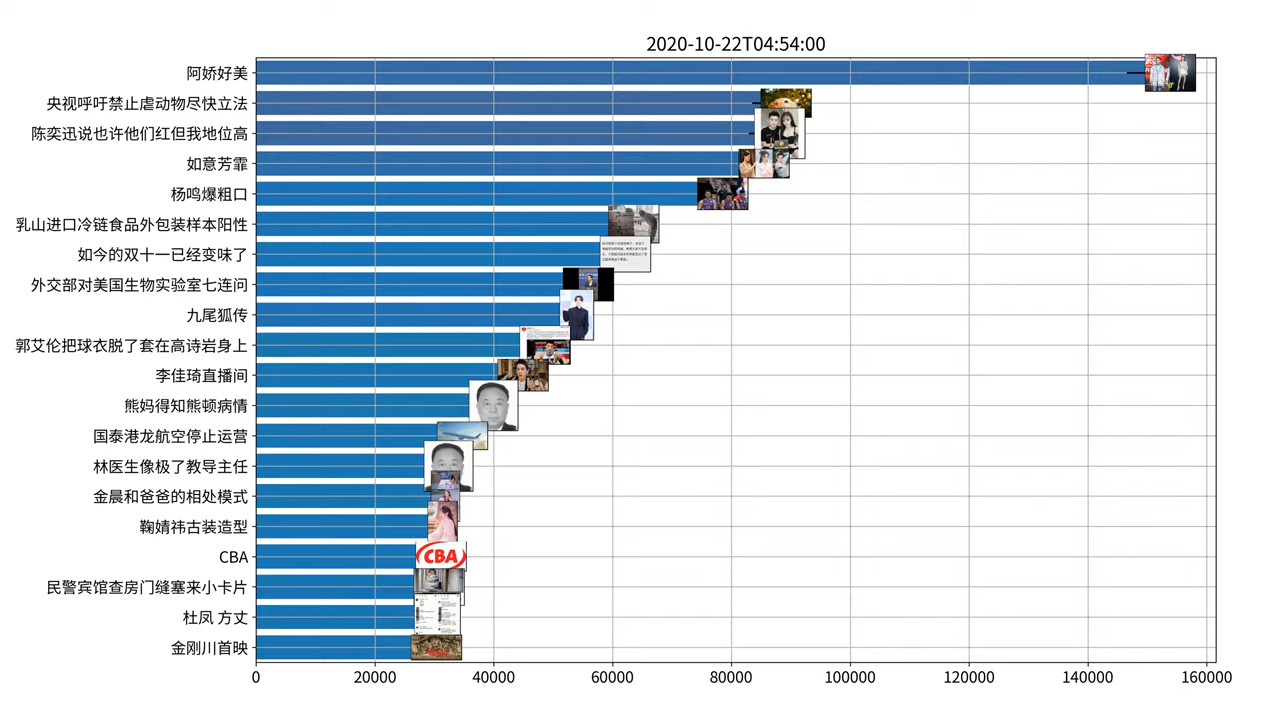 2020-10-22T04:54:00
阿娇好美
央视呼吁禁止虐动物尽快立法
陈奕迅说也许他们红但我地位高
如意芳霏
杨鸣爆粗口
乳山进口冷链食品外包装样本阳性
如今的双十一已经变味了
外交部对美国生物实验室七连问
九尾狐传
郭艾伦把球衣脱了套在高诗岩身上
李佳琦直播间
熊妈得知熊顿病情
国泰港龙航空停止运营
林医生像极了教导主任
金晨和爸爸的相处模式
鞠婧祎古装造型
CBA
CBA
民警宾馆查房门缝塞来小卡片
杜凤 方丈
金刚川首映
0 20000 40000 60000 80000 100000 120000 140000 160000